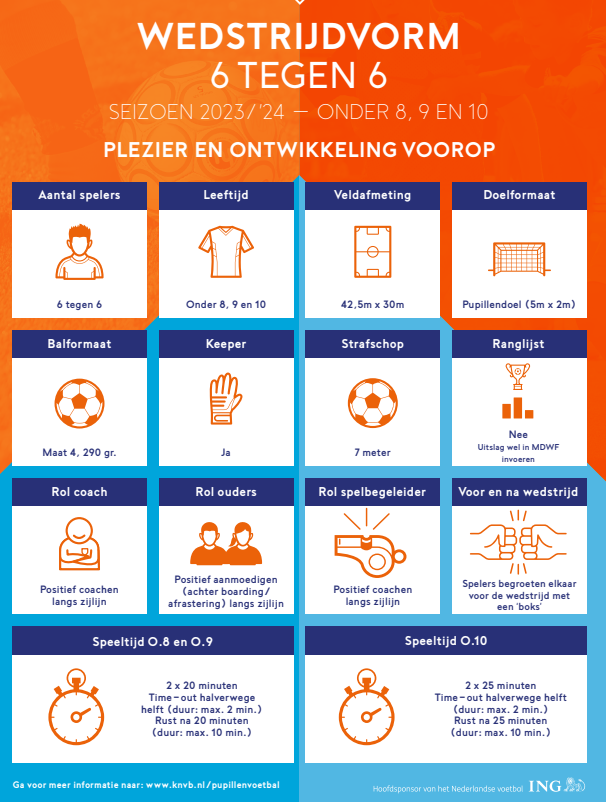 WEDSTRIJDVORM
6 TEGEN 6
SEIZOEN 2023/'24 — ONDER 8, 9 EN 10
PLEZIER EN ONTWIKKELING VOOROP
Aantal spelers
6 tegen 6
Leeftijd
Onder 8, 9 en 10
Veldafmeting
42,5m x 30m
Doelformaat
Pupillendoel (5m x 2m)
Balformaat
Maat 4, 290 gr.
Keeper
Ja
Strafschop
7 meter
Ranglijst
Nee
Uitslag wel in MDWF
invoeren
Rol coach
Positief coachen
langs zijlijn
Rol ouders
Positief aanmoedigen
(achter boarding/
afrastering) langs zijlijn
Rol spelbegeleider
Positief coachen
langs zijlijn
Voor en na wedstrijd
Spelers begroeten elkaar
voor de wedstrijd met
een 'boks'
Speeltijd O.8 en O.9
2 x 20 minuten
Time-out halverwege
helft (duur: max. 2 min.)
Rust na 20 minuten
(duur: max. 10 min.)
Speeltijd O.10
2 x 25 minuten
Time-out halverwege helft
(duur: max. 2 min.)
Rust na 25 minuten
(duur: max. 10 min.)
Ga voor meer informatie naar: www.knvb.nl/pupillenvoetbal
Hoofdsponsor van het Nederlandse voetbal ING